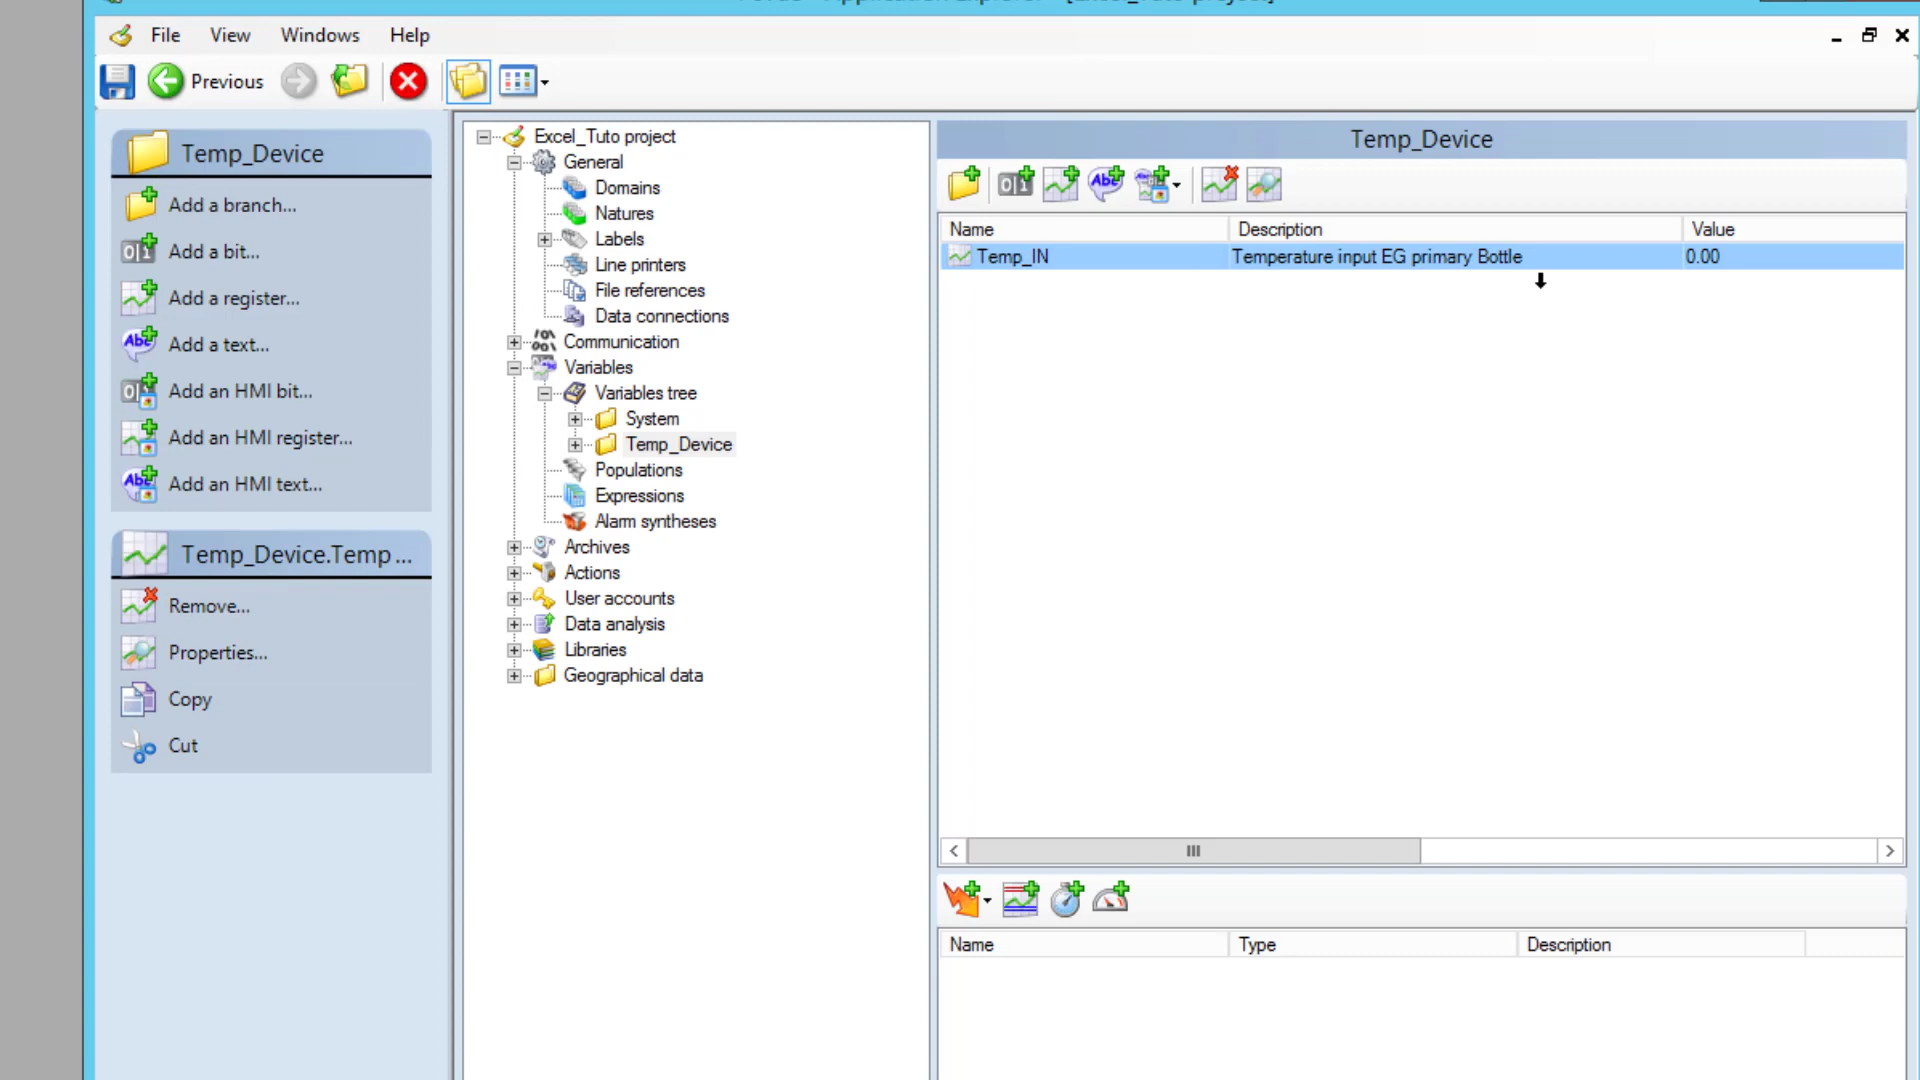 File View Windows Help
Previous
Temp_Device
Add a branch...
Add a bit...
Add a register...
Add a text...
Add an HMI bit...
Add an HMI register...
Add an HMI text...
Temp_Device.Temp ...
Remove...
Properties...
Copy
Cut
Excel_Tuto project
General
Domains
Natures
Labels
Line printers
File references
Data connections
Communication
Variables
Variables tree
System
Temp_Device
Populations
Expressions
Alarm syntheses
Archives
Actions
User accounts
Data analysis
Libraries
Geographical data
Temp_Device
Name Description Value
Temp_IN Temperature input EG primary Bottle 0.00
Name Type Description